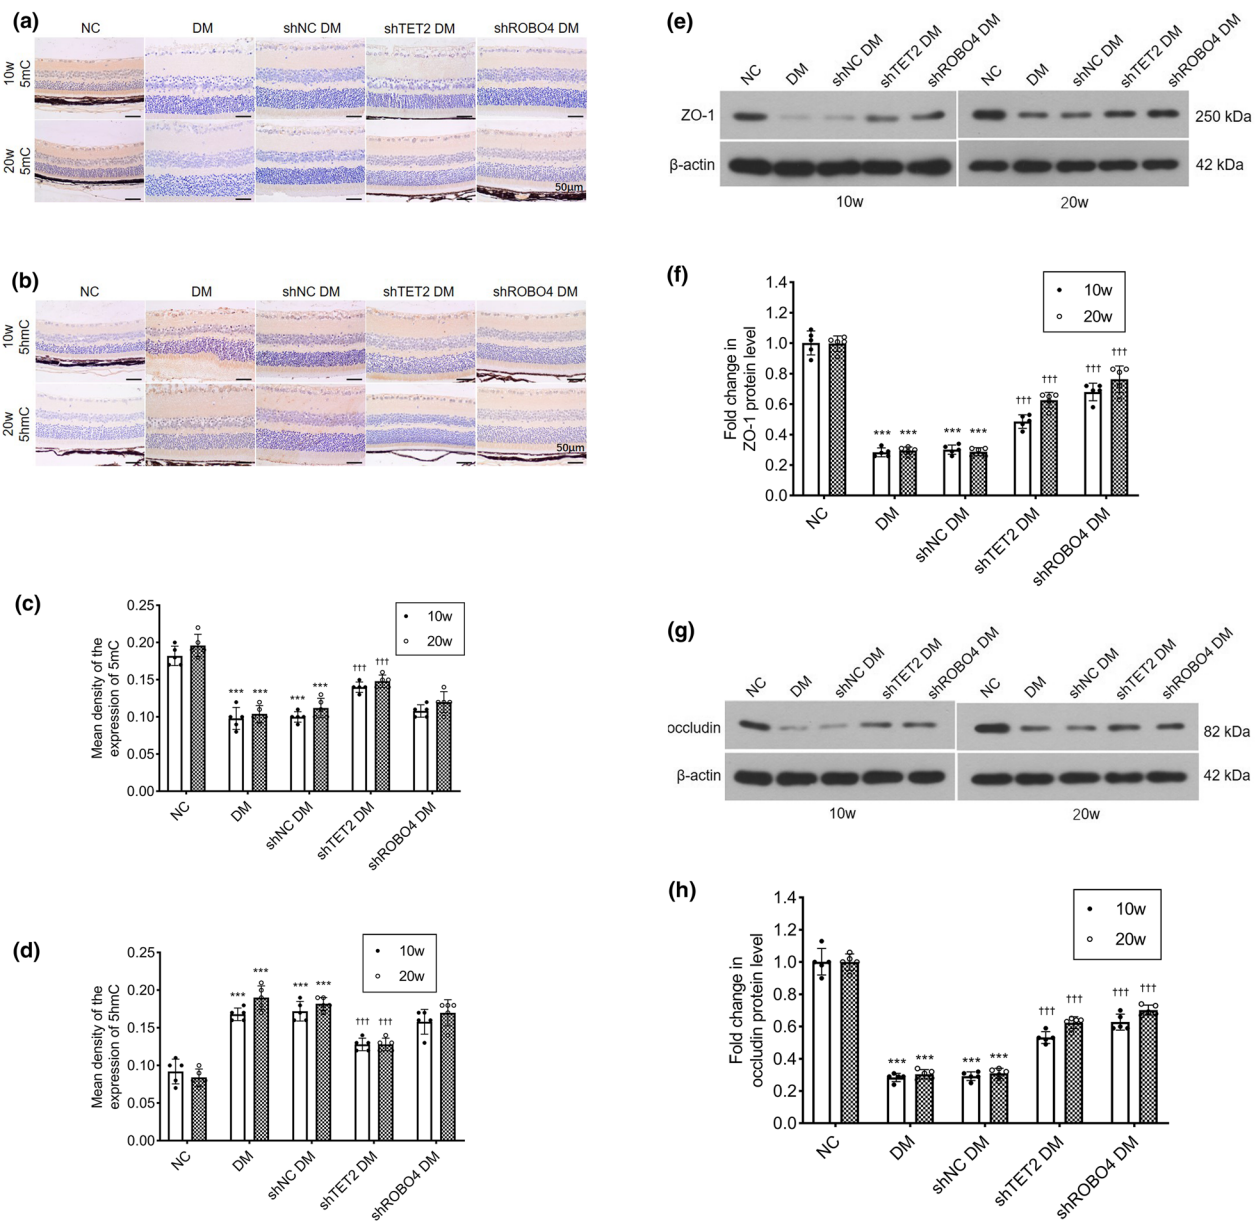 (a)
NC DM shNC DM shTET2 DM shROBO4 DM
10w
5mC
20w
5mC
50μm
(b)
NC DM shNC DM shTET2 DM shROBO4 DM
10w
5hmC
20w
5hmC
50μm
(c)
Mean density of the
expression of 5mC
0.25
0.20
0.15
0.10
0.05
0.00
10w
20w
*** *** *** *** ††† †††
NC DM shNC DM shTET2 DM shROBO4 DM
(d)
Mean density of the
expression of 5hmC
0.25
0.20
0.15
0.10
0.05
0.00
10w
20w
*** *** *** *** ††† †††
NC DM shNC DM shTET2 DM shROBO4 DM
(e)
NC DM shNC DM shTET2 DM shROBO4 DM NC DM shNC DM shTET2 DM shROBO4 DM
ZO-1 250 kDa
β-actin 42 kDa
10w 20w
(f)
Fold change in
ZO-1 protein level
1.4
1.2
1.0
0.8
0.6
0.4
0.2
0.0
10w
20w
*** *** *** *** ††† ††† ††† †††
NC DM shNC DM shTET2 DM shROBO4 DM
(g)
NC DM shNC DM shTET2 DM shROBO4 DM NC DM shNC DM shTET2 DM shROBO4 DM
occludin 82 kDa
β-actin 42 kDa
10w 20w
(h)
Fold change in
occludin protein level
1.4
1.2
1.0
0.8
0.6
0.4
0.2
0.0
10w
20w
*** *** *** *** ††† ††† ††† †††
NC DM shNC DM shTET2 DM shROBO4 DM